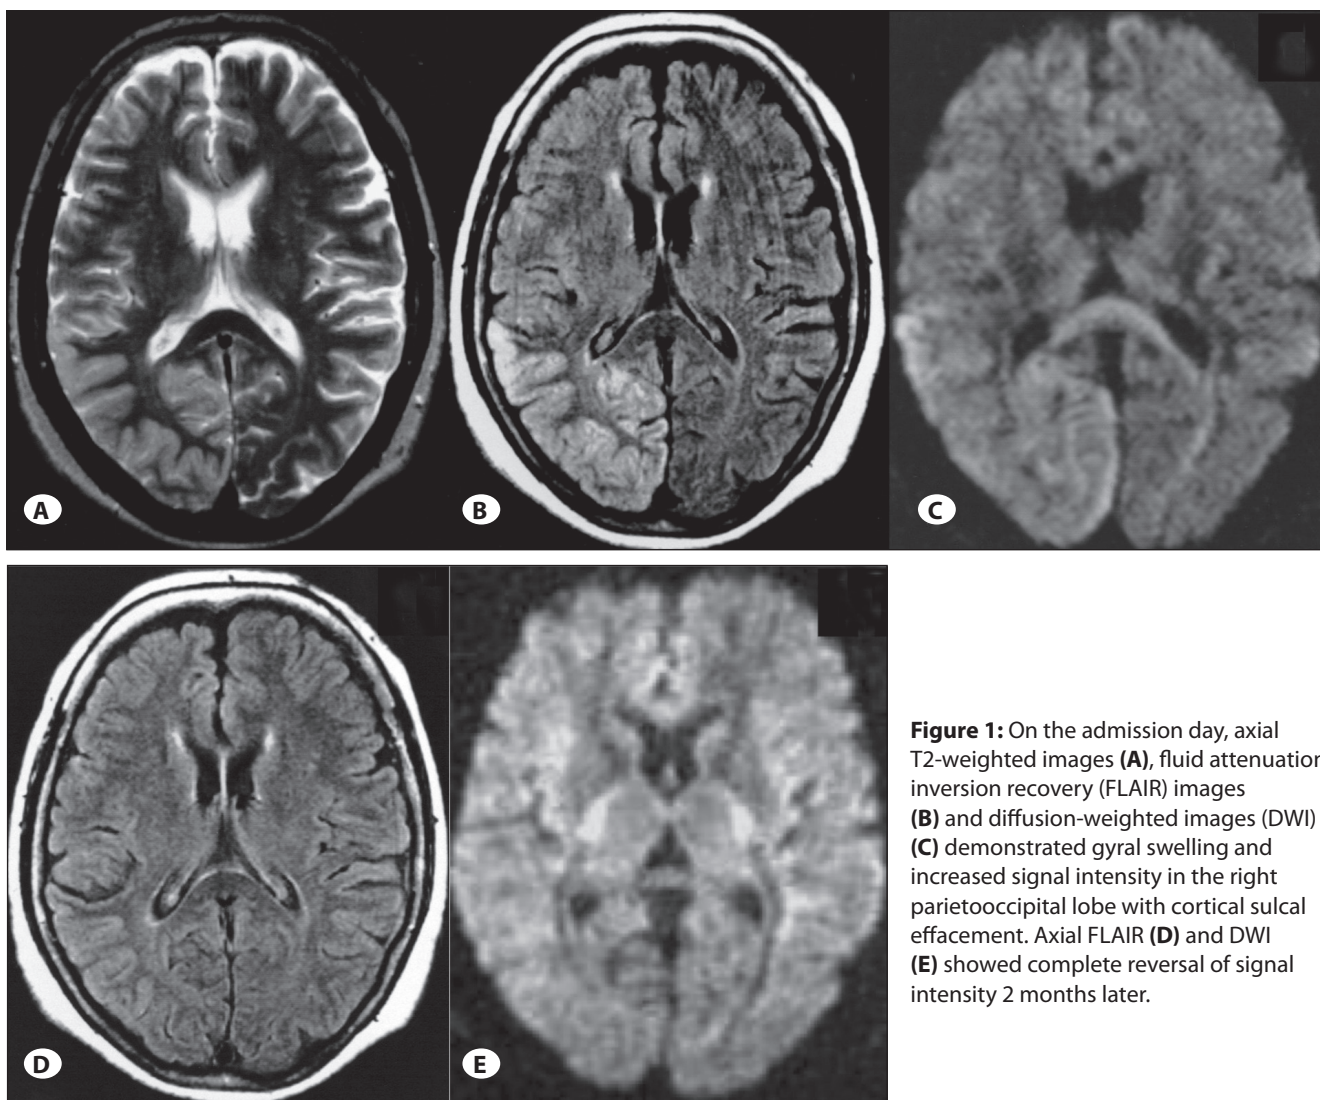 A
B
C
D
E
Figure 1: On the admission day, axial
T2-weighted images (A), fluid attenuation
inversion recovery (FLAIR) images
(B) and diffusion-weighted images (DWI)
(C) demonstrated gyral swelling and
increased signal intensity in the right
parietooccipital lobe with cortical sulcal
effacement. Axial FLAIR (D) and DWI
(E) showed complete reversal of signal
intensity 2 months later.